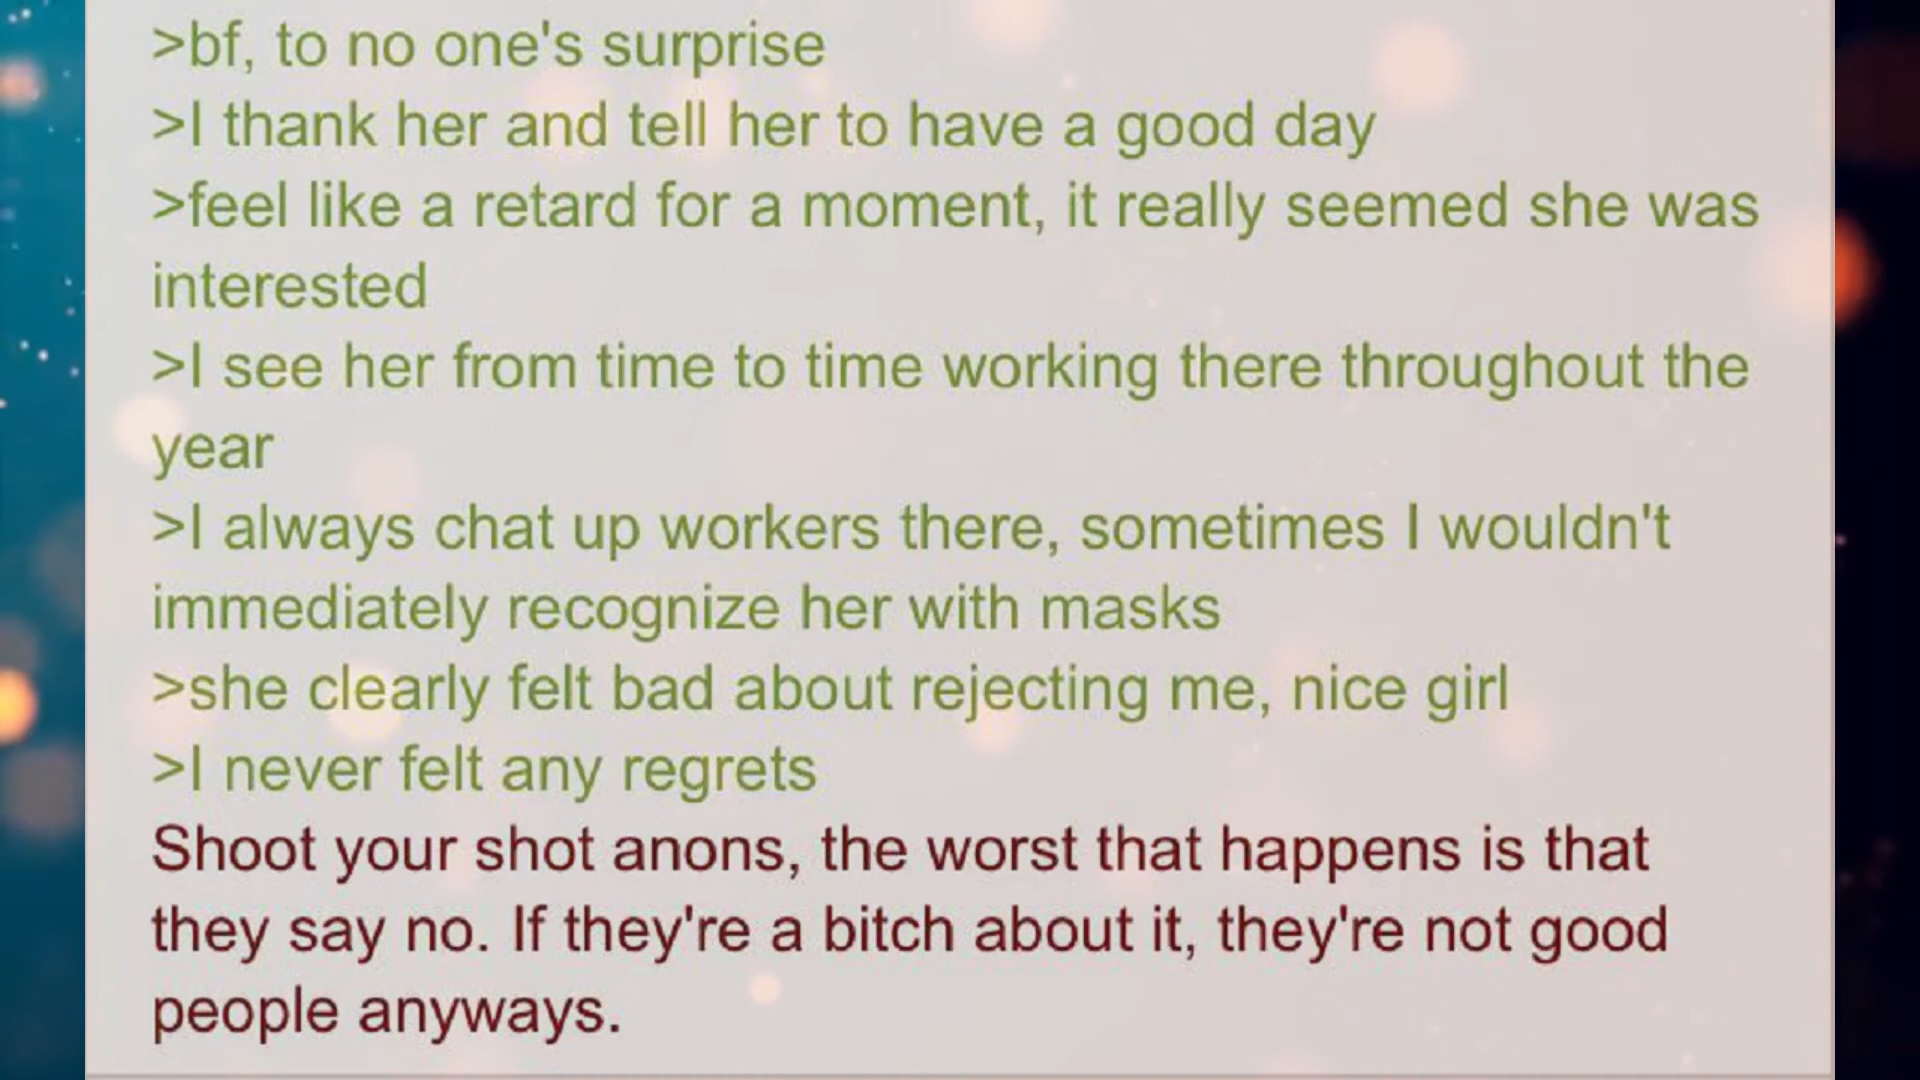 >bf, to no one's surprise
>I thank her and tell her to have a good day
>feel like a retard for a moment, it really seemed she was
interested
>I see her from time to time working there throughout the
year
>I always chat up workers there, sometimes I wouldn't
immediately recognize her with masks
>she clearly felt bad about rejecting me, nice girl
>I never felt any regrets
Shoot your shot anons, the worst that happens is that
they say no. If they're a bitch about it, they're not good
people anyways.